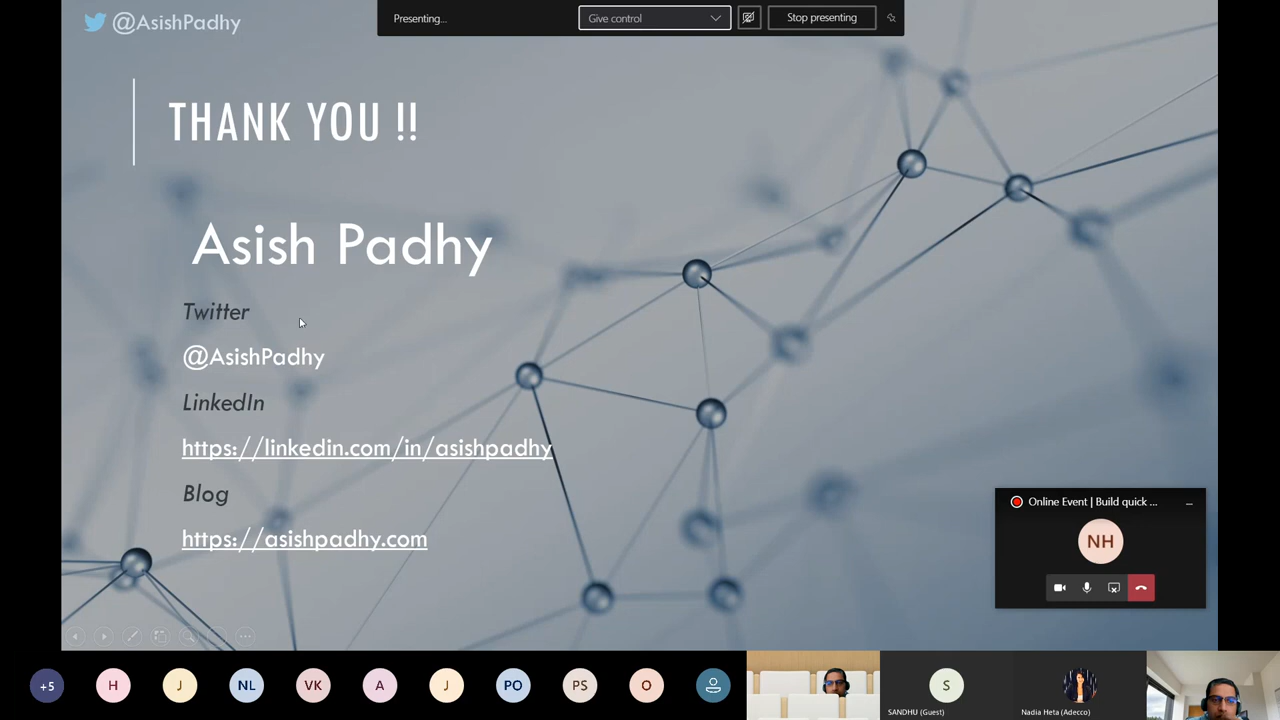 @AsishPadhy
Presenting...
Give control
Stop presenting
THANK YOU !!
Asish Padhy
Twitter
@AsishPadhy
LinkedIn
https://linkedin.com/in/asishpadhy
Blog
https://asishpadhy.com
Online Event | Build quick ...
NH
+5
H
J
NL
VK
A
J
PO
PS
O
S
SANDHU (Guest)
Nadia Heta (Adecco)